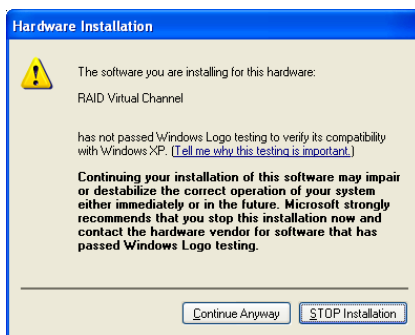 Hardware Installation
The software you are installing for this hardware:
RAID Virtual Channel
has not passed Windows Logo testing to verify its compatibility
with Windows XP. (Tell me why this testing is important.)
Continuing your installation of this software may impair
or destabilize the correct operation of your system
either immediately or in the future. Microsoft strongly
recommends that you stop this installation now and
contact the hardware vendor for software that has
passed Windows Logo testing.
Continue Anyway
STOP Installation